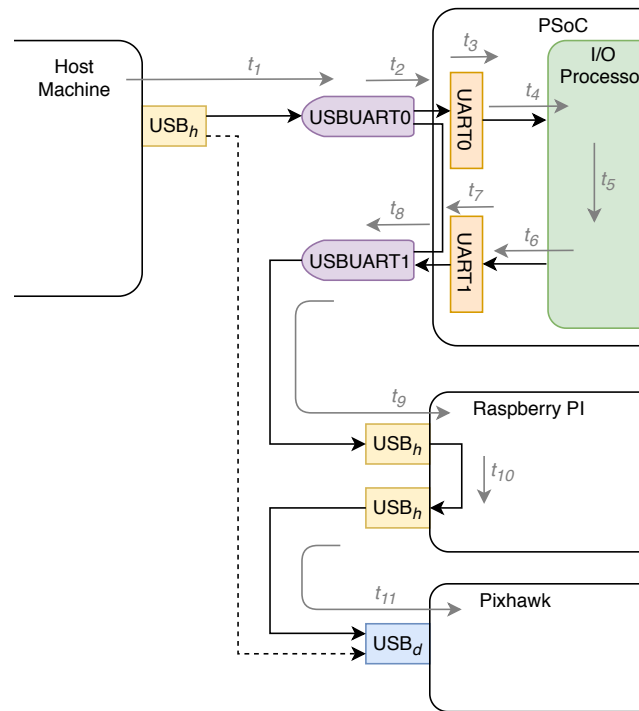 PSoC
Host
Machine
t1
t2
t3
I/O
Processo
USBh
USBUART0
UART0
t4
t5
t8
t7
t6
USBUART1
UART1
t9
Raspberry PI
USBh
t10
USBh
t11
Pixhawk
USBd